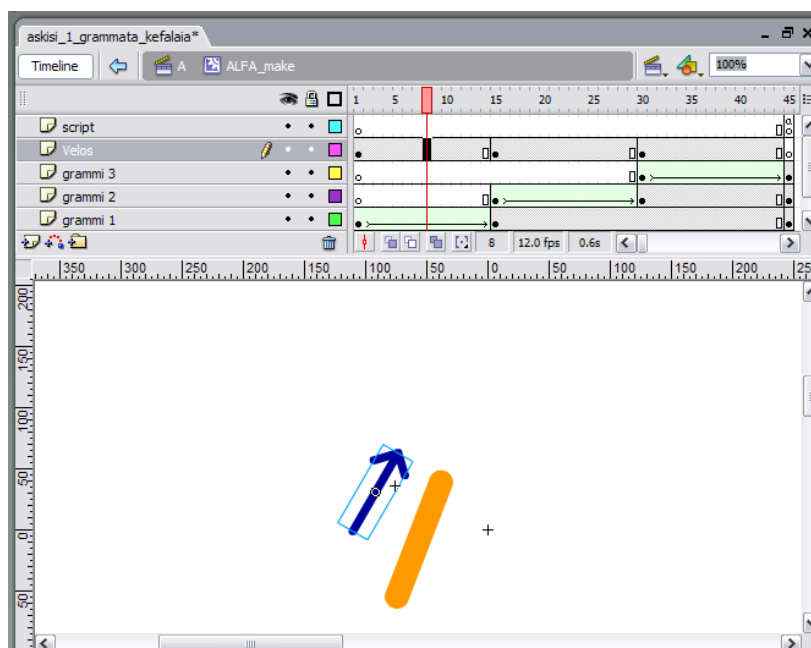 askisi_1_grammata_kefalaia*
Timeline A ALFA_make 100%
1 5 10 15 20 25 30 35 40 45
script
Velos
grammi 3
grammi 2
grammi 1
8 12.0 fps 0.6s
350 300 250 200 150 100 50 0 50 100 150 200 25
200
150
100
50
0
50